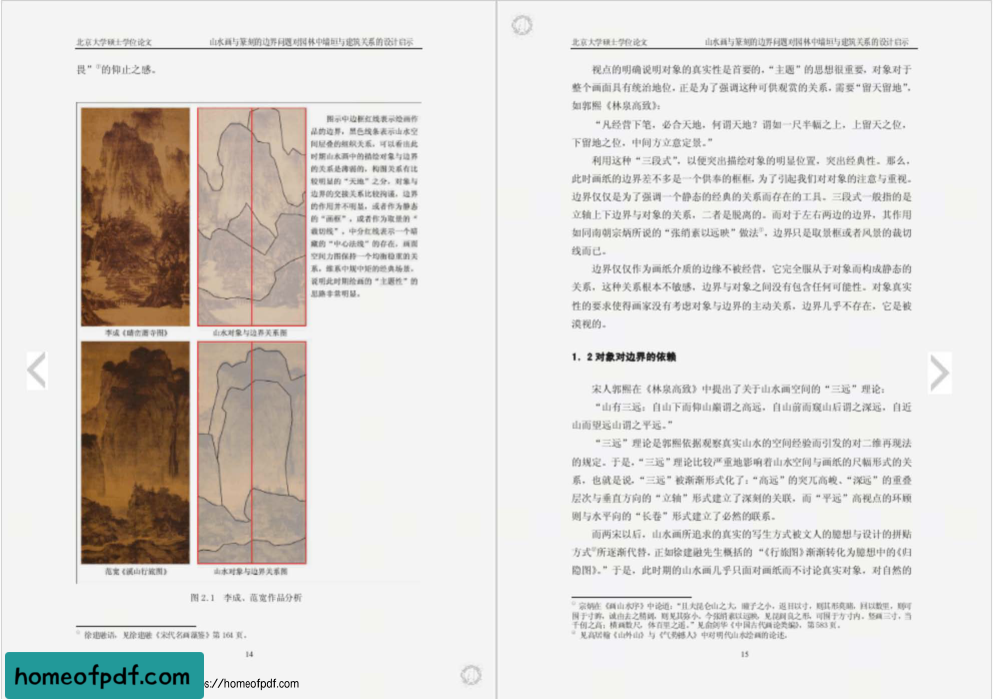 北京大学硕士学位论文
山水画与篆刻的边界问题对园林中墙垣与建筑关系的设计启示
畏”①的仰止之感。
图示中边框红线表示绘画作
品的边界，黑色线条表示山水空
间层叠的组织关系，可以看出此
时期山水画中的描绘对象与边界
的关系是薄弱的，构图关系有比
较明显的“天地”之分，对象与
边界的交接关系比较拘谨，边界
的作用并不明显，或者作为静态
的“画框”，或者作为取景的“
裁切线”，中分红线表示一个暗
藏的“中心法线”的存在，画面
空间力图保持一个均衡稳重的关
系，继系中规中矩的经典场景，
说明此时期绘画的“主题性”的
思路非常明显。
李成《晴峦萧寺图》
山水对象与边界关系图
范宽《溪山行旅图》
山水对象与边界关系图
图 2.1 李成、范宽作品分析
① 徐建融语，见徐建融《宋代名画藻鉴》第 164 页。
14
homeofpdf.com
s://homeofpdf.com
北京大学硕士学位论文
山水画与篆刻的边界问题对园林中墙垣与建筑关系的设计启示
视点的明确说明对象的真实性是首要的，“主题”的思想很重要，对象对于
整个画面具有统治地位，正是为了强调这种可供观赏的关系，需要“留天留地”，
如郭熙《林泉高致》：
“凡经营下笔，必合天地，何谓天地？谓如一尺半幅之上，上留天之位，
下留地之位，中间方立意定景。”
利用这种“三段式”，以便突出描绘对象的明显位置，突出经典性。那么，
此时画纸的边界差不多是一个供奉的框框，为了引起我们对对象的注意与重视。
边界仅仅是为了强调一个静态的经典的关系而存在的工具。三段式一般指的是
立轴上下边界与对象的关系，二者是脱离的。而对于左右两边的边界，其作用
如同南朝宗炳所说的“张绡素以远映”做法①，边界只是取景框或者风景的裁切
线而已。
边界仅仅作为画纸介质的边缘不被经营，它完全服从于对象而构成静态的
关系，这种关系根本不敏感，边界与对象之间没有包含任何可能性。对象真实
性的要求使得画家没有考虑对象与边界的主动关系，边界几乎不存在，它是被
漠视的。
1．2 对象对边界的依赖
宋人郭熙在《林泉高致》中提出了关于山水画空间的“三远”理论：
“山有三远：自山下而仰山巅谓之高远，自山前而窥山后谓之深远，自近
山而望远山谓之平远。”
“三远”理论是郭熙依据观察真实山水的空间经验而引发的对二维再现法
的规定。于是，“三远”理论比较严重地影响着山水空间与画纸的尺幅形式的关
系，也就是说，“三远”被渐渐形式化了：“高远”的突兀高峻、“深远”的重叠
层次与垂直方向的“立轴”形式建立了深刻的关联，而“平远”高视点的环顾
则与水平向的“长卷”形式建立了必然的联系。
而两宋以后，山水画所追求的真实的写生方式被文人的臆想与设计的拼贴
方式②所逐渐代替，正如徐建融先生概括的“《行旅图》渐渐转化为臆想中的《归
隐图》。”于是，此时期的山水画几乎只面对画纸而不讨论真实对象，对自然的
① 宗炳在《画山水序》中论道：“且夫昆仑山之大，瞳子之小，迫目以寸，则其形莫睹，迥以数里，则可
围于寸眸，诚由去之稍阔，则见其弥小，今张绡素以远映，则昆阆之形，可围于方寸内。竖画三寸，当
千仞之高；横画数尺，体百里之迥。”见俞剑华《中国古代画论类编》，第 583 页。
② 见高居翰《山外山》与《气势撼人》中对明代山水绘画的论述。
15